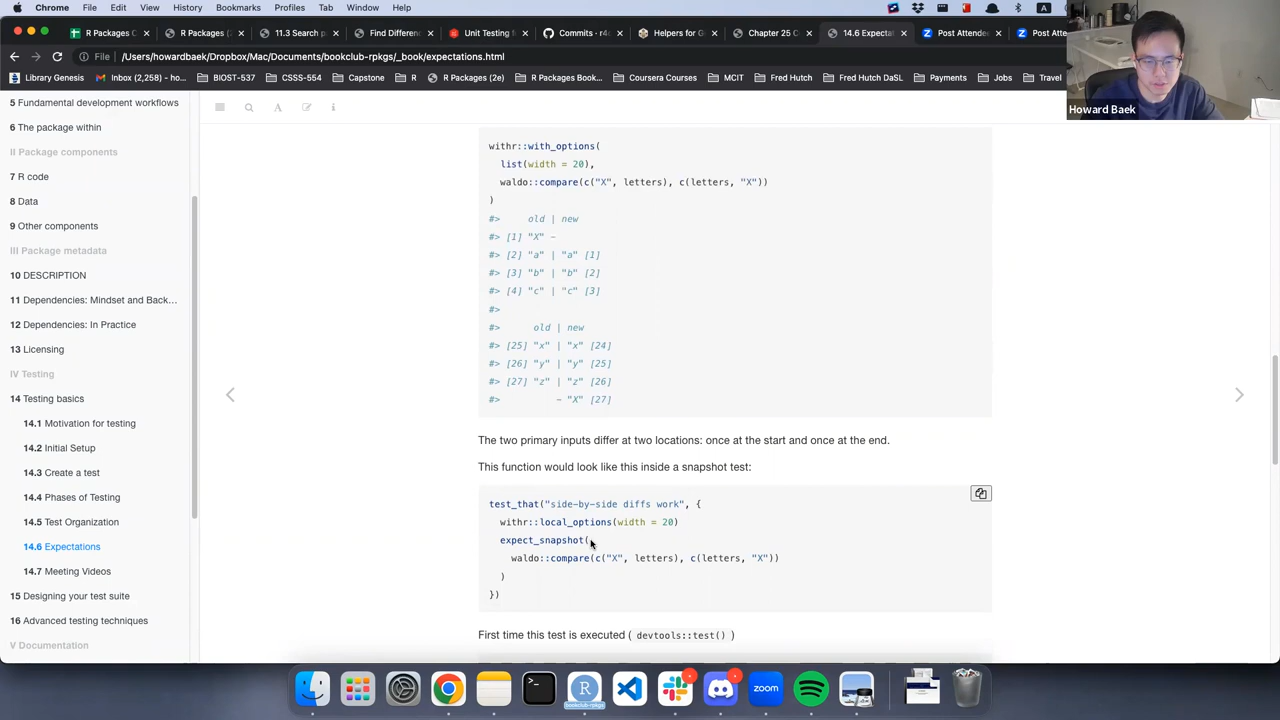 Chrome File Edit View History Bookmarks Profiles Tab Window Help
R Packages C
R Packages (
11.3 Search p
Find Differenc
Unit Testing f
Commits · r4d
Helpers for G
Chapter 25 C
14.6 Expectat
Post Attendee
Post Atte
File /Users/howardbaek/Dropbox/Mac/Documents/bookclub-rpkgs/_book/expectations.html
Library Genesis Inbox (2,258) - ho... BIOST-537 CSSS-554 Capstone R R Packages (2e) R Packages Book... Coursera Courses MCIT Fred Hutch Fred Hutch DaSL Payments Jobs Travel
Howard Baek
5 Fundamental development workflows
6 The package within
II Package components
7 R code
8 Data
9 Other components
III Package metadata
10 DESCRIPTION
11 Dependencies: Mindset and Back...
12 Dependencies: In Practice
13 Licensing
IV Testing
14 Testing basics
14.1 Motivation for testing
14.2 Initial Setup
14.3 Create a test
14.4 Phases of Testing
14.5 Test Organization
14.6 Expectations
14.7 Meeting Videos
15 Designing your test suite
16 Advanced testing techniques
V Documentation
withr::with_options(
list(width = 20),
waldo::compare(c("X", letters), c(letters, "X"))
)
#>     old | new
#> [1] "X" -
#> [2] "a" | "a" [1]
#> [3] "b" | "b" [2]
#> [4] "c" | "c" [3]
#>
#>      old | new
#> [25] "x" | "x" [24]
#> [26] "y" | "y" [25]
#> [27] "z" | "z" [26]
#>          - "X" [27]
The two primary inputs differ at two locations: once at the start and once at the end.
This function would look like this inside a snapshot test:
test_that("side-by-side diffs work", {
withr::local_options(width = 20)
expect_snapshot(
waldo::compare(c("X", letters), c(letters, "X"))
)
})
First time this test is executed ( devtools::test() )
bookclub-rpkgs
zoom